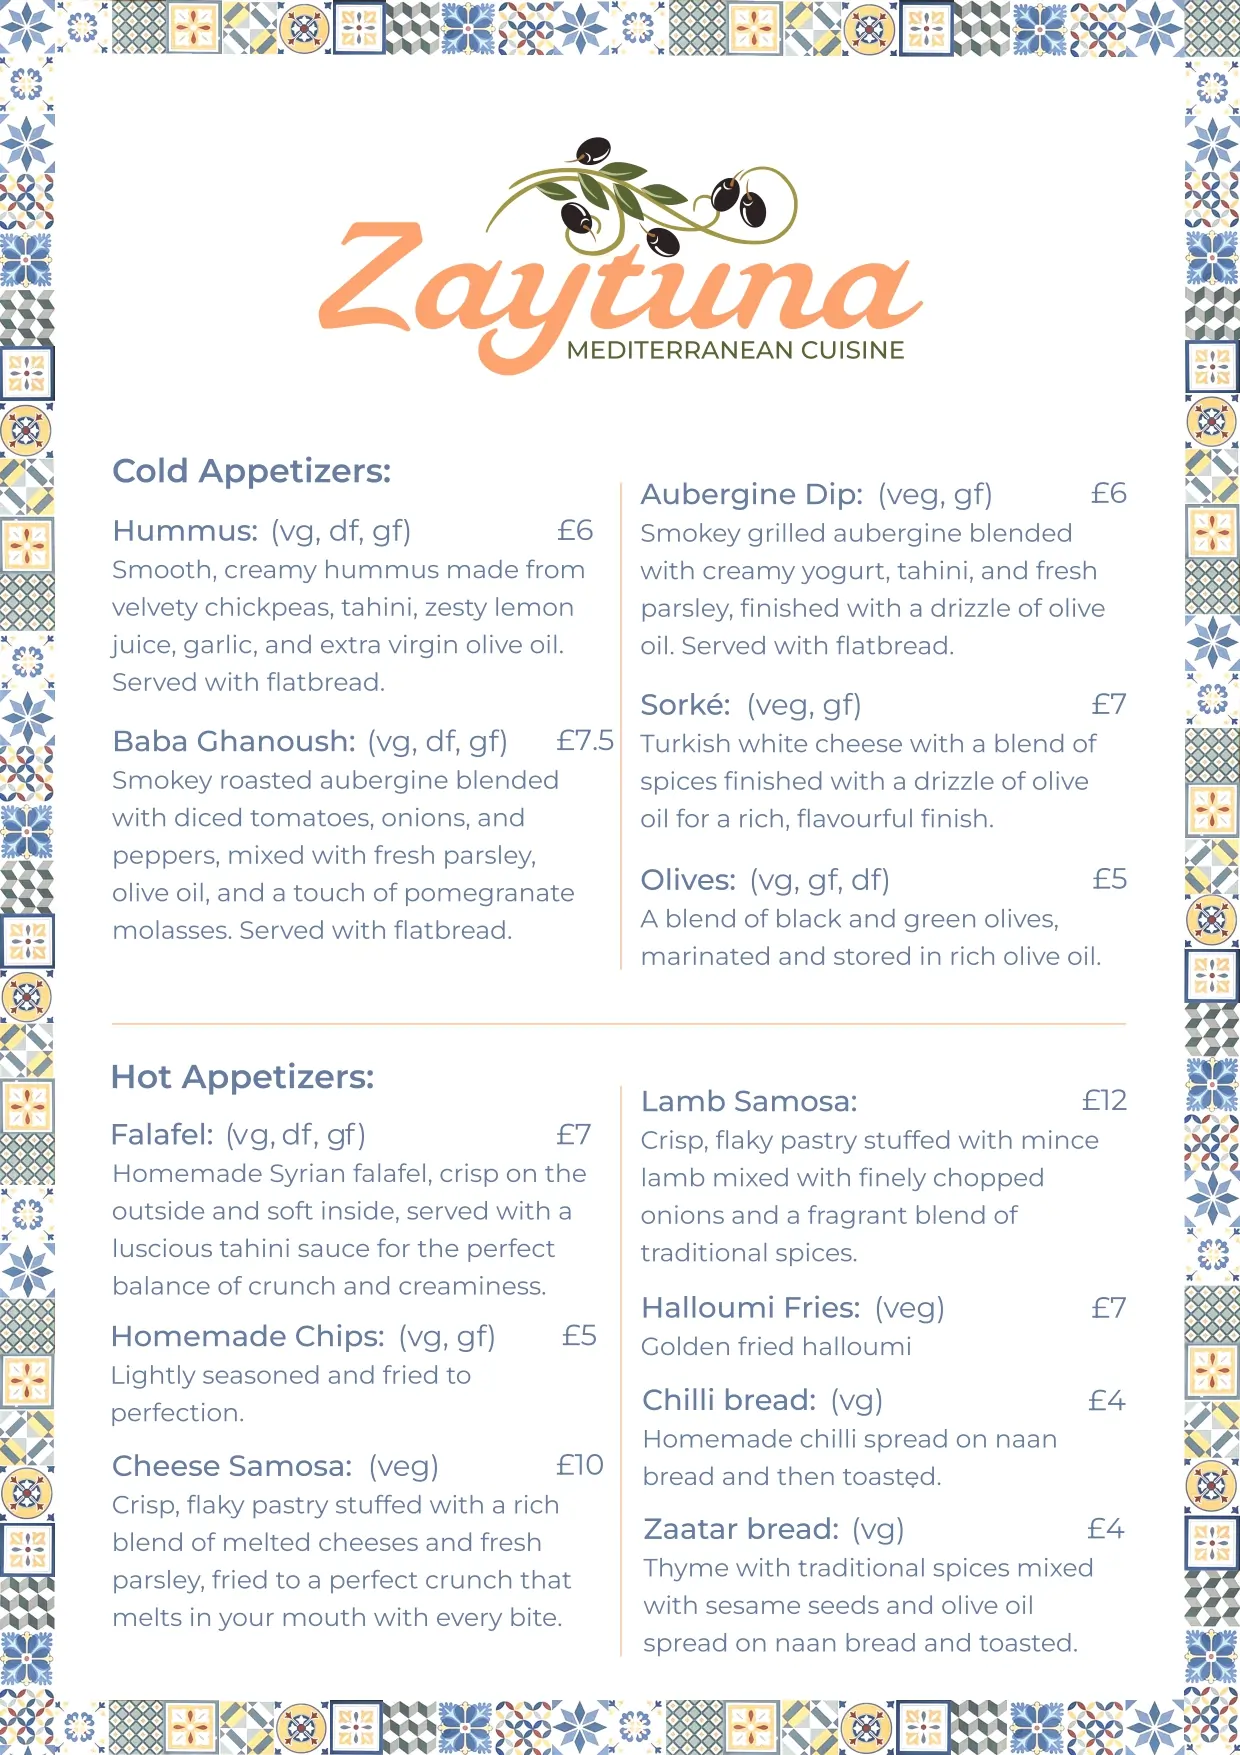 Zaytuna
MEDITERRANEAN CUISINE
Cold Appetizers:
Hummus: (vg, df, gf) £6
Smooth, creamy hummus made from
velvety chickpeas, tahini, zesty lemon
juice, garlic, and extra virgin olive oil.
Served with flatbread.
Baba Ghanoush: (vg, df, gf) £7.5
Smokey roasted aubergine blended
with diced tomatoes, onions, and
peppers, mixed with fresh parsley,
olive oil, and a touch of pomegranate
molasses. Served with flatbread.
Aubergine Dip: (veg, gf) £6
Smokey grilled aubergine blended
with creamy yogurt, tahini, and fresh
parsley, finished with a drizzle of olive
oil. Served with flatbread.
Sorké: (veg, gf) £7
Turkish white cheese with a blend of
spices finished with a drizzle of olive
oil for a rich, flavourful finish.
Olives: (vg, gf, df) £5
A blend of black and green olives,
marinated and stored in rich olive oil.
Hot Appetizers:
Falafel: (vg, df, gf) £7
Homemade Syrian falafel, crisp on the
outside and soft inside, served with a
luscious tahini sauce for the perfect
balance of crunch and creaminess.
Homemade Chips: (vg, gf) £5
Lightly seasoned and fried to
perfection.
Cheese Samosa: (veg) £10
Crisp, flaky pastry stuffed with a rich
blend of melted cheeses and fresh
parsley, fried to a perfect crunch that
melts in your mouth with every bite.
Lamb Samosa: £12
Crisp, flaky pastry stuffed with mince
lamb mixed with finely chopped
onions and a fragrant blend of
traditional spices.
Halloumi Fries: (veg) £7
Golden fried halloumi
Chilli bread: (vg) £4
Homemade chilli spread on naan
bread and then toasted.
Zaatar bread: (vg) £4
Thyme with traditional spices mixed
with sesame seeds and olive oil
spread on naan bread and toasted.